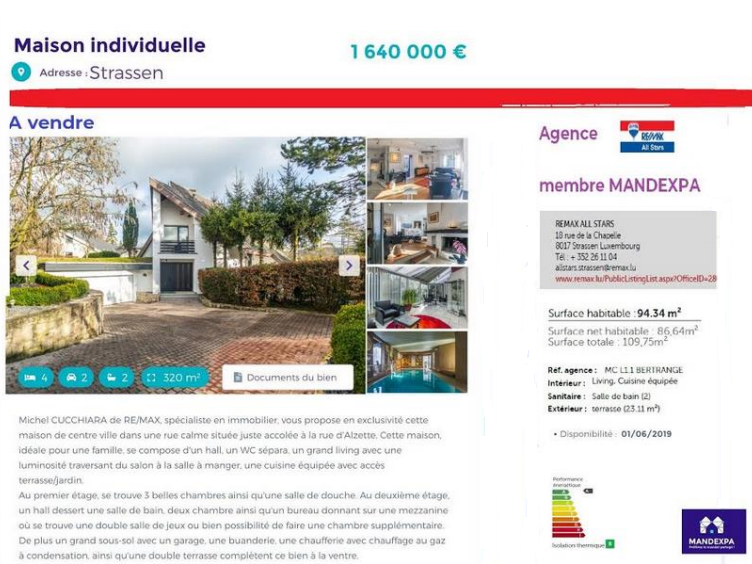 Maison individuelle
1 640 000 €
Adresse : Strassen
A vendre
4
2
2
320 m²
Documents du bien
Michel CUCCHIARA de RE/MAX, spécialiste en immobilier, vous propose en exclusivité cette
maison de centre ville dans une rue calme située juste accolée à la rue d'Alzette. Cette maison,
idéale pour une famille, se compose d'un hall, un WC sépara, un grand living avec une
luminosité traversant du salon à la salle à manger, une cuisine équipée avec accès
terrasse/jardin.
Au premier étage, se trouve 3 belles chambres ainsi qu'une salle de douche. Au deuxième étage,
un hall dessert une salle de bain, deux chambre ainsi qu'un bureau donnant sur une mezzanine
où se trouve une double salle de jeux ou bien possibilité de faire une chambre supplémentaire.
De plus un grand sous-sol avec un garage, une buanderie, une chaufferie avec chauffage au gaz
à condensation, ainsi qu'une double terrasse complètent ce bien à la vente.
Agence
RE/MAX
All Stars
membre MANDEXPA
REMAX ALL STARS
18 rue de la Chapelle
8017 Strassen Luxembourg
Tél : + 352 26 11 04
allstars.strassen@remax.lu
www.remax.lu/PublicListingList.aspx?OfficeID=28
Surface habitable : 94.34 m²
Surface net habitable : 86,64m²
Surface totale : 109,75m²
Réf. agence : MC L11 BERTRANGE
Intérieur : Living, Cuisine équipée
Sanitaire : Salle de bain (2)
Extérieur : terrasse (23.11 m²)
• Disponibilité : 01/06/2019
Performance
énergétique
A
Isolation thermique B
MANDEXPA